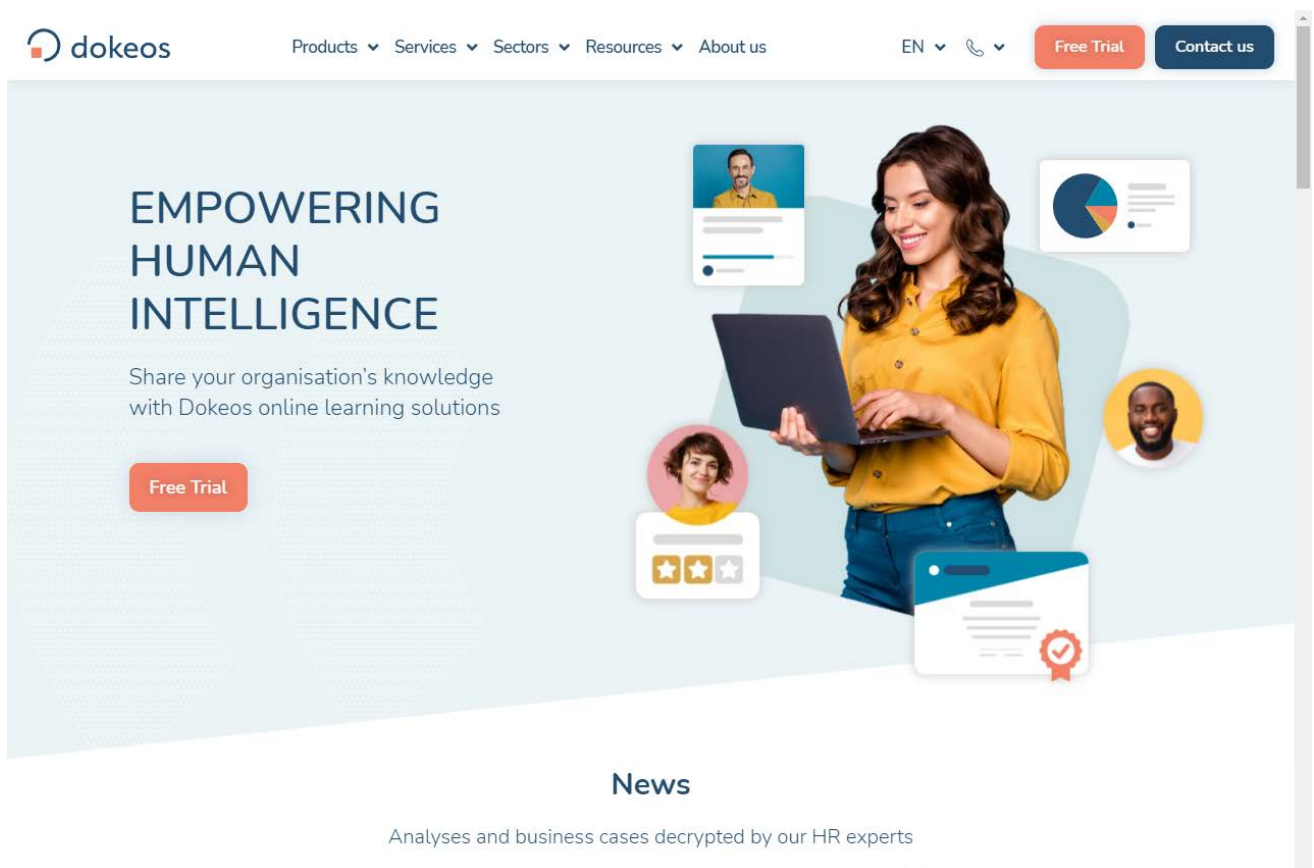 dokeos
Products Services Sectors Resources About us
EN
Free Trial
Contact us
EMPOWERING
HUMAN
INTELLIGENCE
Share your organisation’s knowledge
with Dokeos online learning solutions
Free Trial
News
Analyses and business cases decrypted by our HR experts